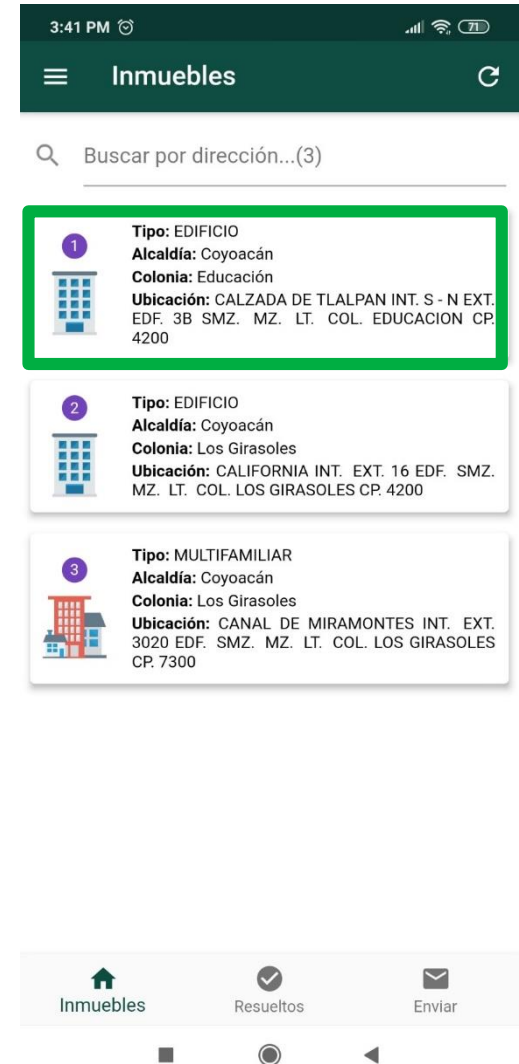 3:41 PM
71
Inmuebles
Buscar por dirección...(3)
1
Tipo: EDIFICIO
Alcaldía: Coyoacán
Colonia: Educación
Ubicación: CALZADA DE TLALPAN INT. S - N EXT.
EDF. 3B SMZ. MZ. LT. COL. EDUCACION CP.
4200
2
Tipo: EDIFICIO
Alcaldía: Coyoacán
Colonia: Los Girasoles
Ubicación: CALIFORNIA INT. EXT. 16 EDF. SMZ.
MZ. LT. COL. LOS GIRASOLES CP. 4200
3
Tipo: MULTIFAMILIAR
Alcaldía: Coyoacán
Colonia: Los Girasoles
Ubicación: CANAL DE MIRAMONTES INT. EXT.
3020 EDF. SMZ. MZ. LT. COL. LOS GIRASOLES
CP. 7300
Inmuebles Resueltos Enviar